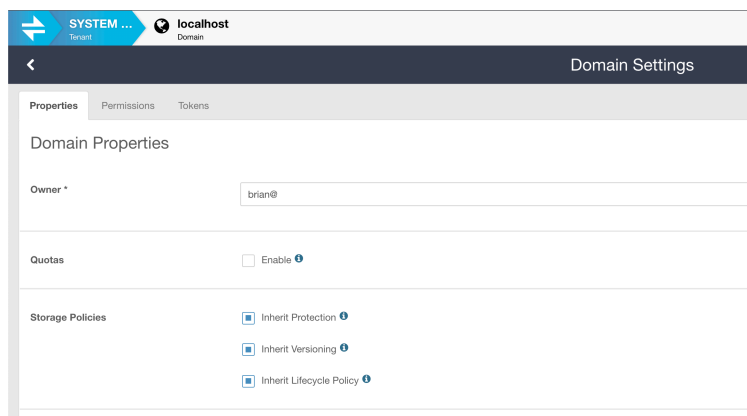 SYSTEM ...
Tenant
localhost
Domain
Domain Settings
Properties Permissions Tokens
Domain Properties
Owner *
brian@
Quotas
Enable
Storage Policies
Inherit Protection
Inherit Versioning
Inherit Lifecycle Policy